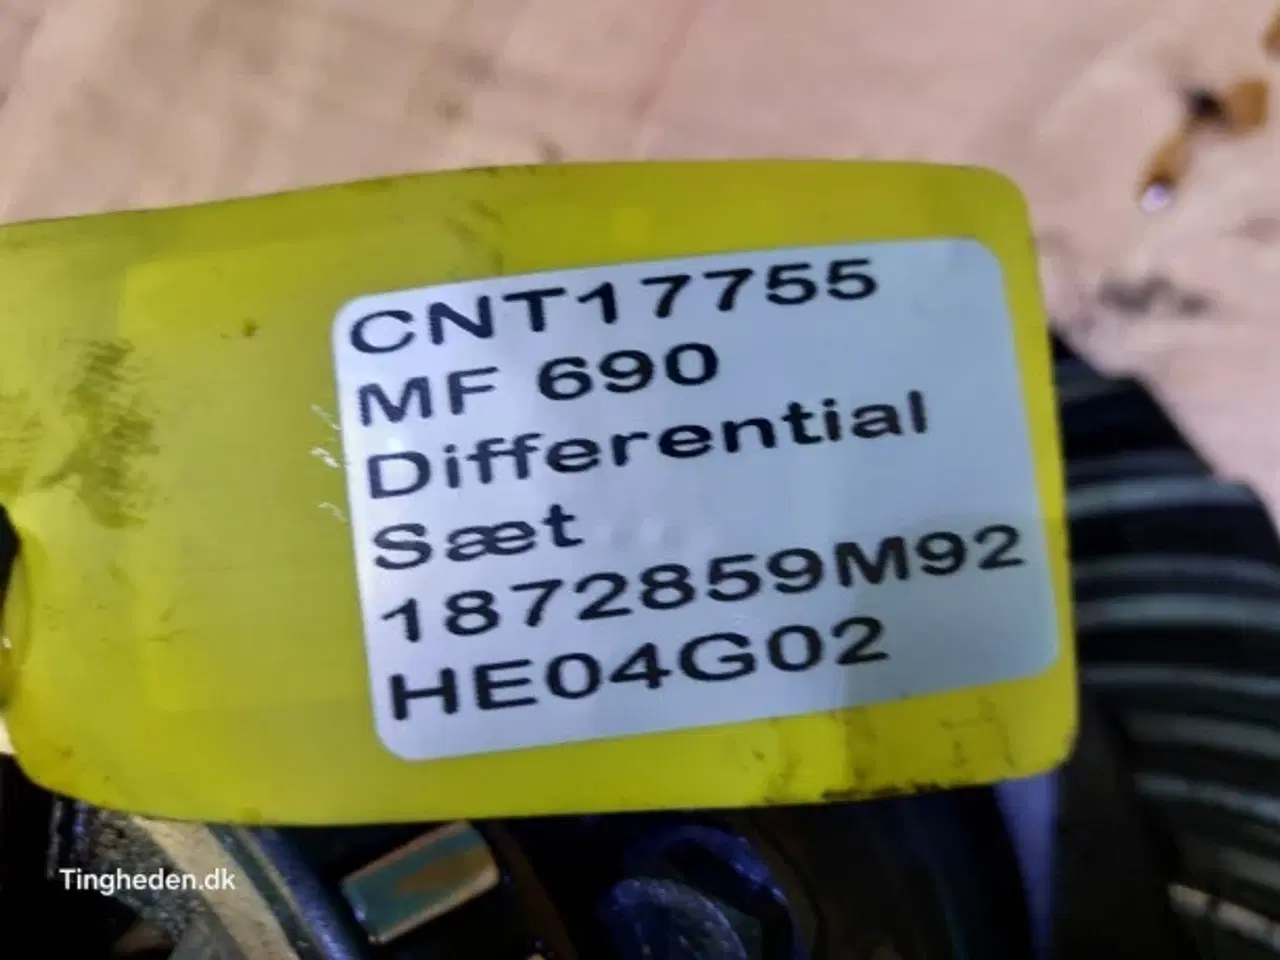 CNT17755
MF 690
Differential
Sæt
1872859M92
HE04G02
Tingheden.dk